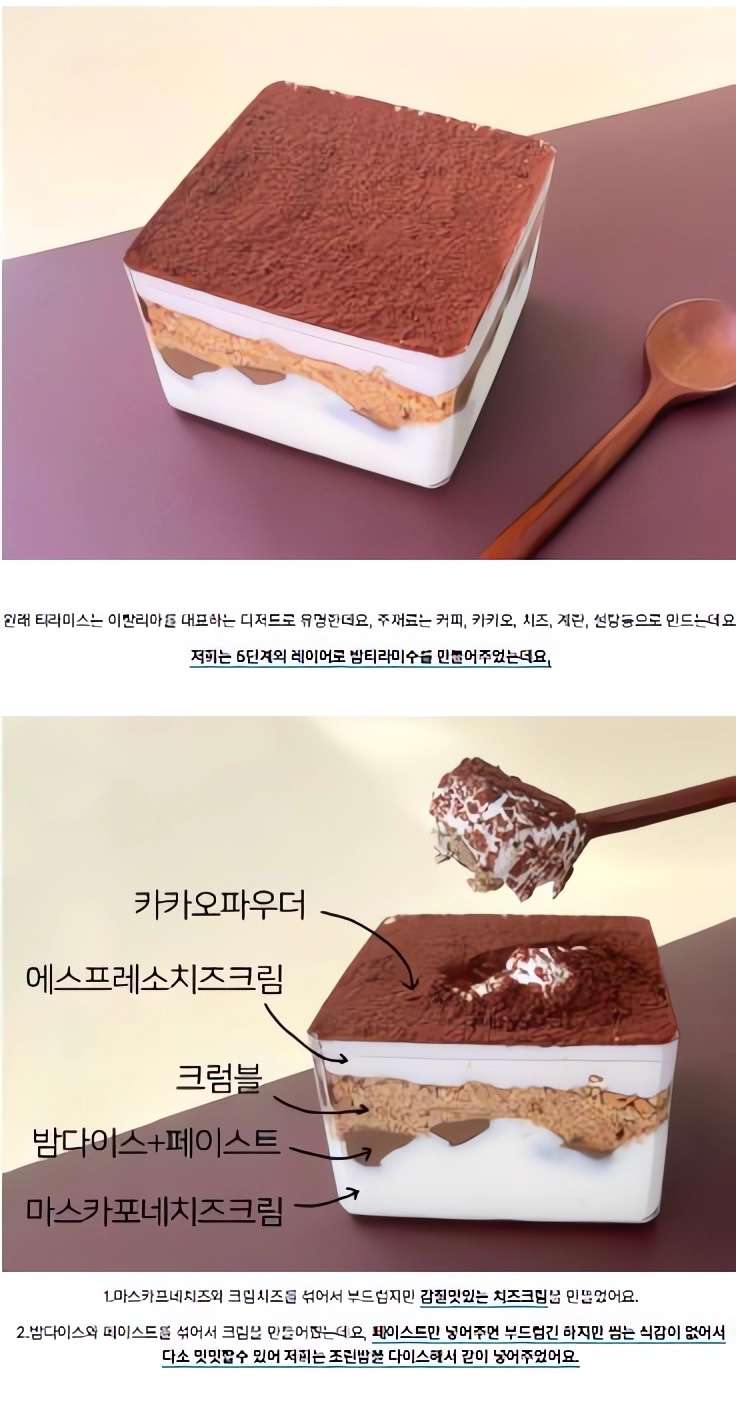 원래 티라미스는 이탈리아를 대표하는 디저트로 유명한데요, 주재료는 커피, 카카오, 치즈, 계란, 설탕등으로 만드는데요
저희는 6단계의 레이어로 밤티라미수를 만들어주었는데요,
카카오파우더
에스프레소치즈크림
크럼블
밤다이스+페이스트
마스카포네치즈크림
1.마스카포네치즈와 크림치즈를 섞어서 부드럽지만 감칠맛있는 치즈크림을 만들었어요.
2.밤다이스와 페이스트를 섞어서 크림을 만들어줬는데요, 페이스트만 넣어주면 부드럽긴 하지만 씹는 식감이 없어서
다소 밋밋할수 있어 저희는 조린밤을 다이스해서 같이 넣어주었어요.